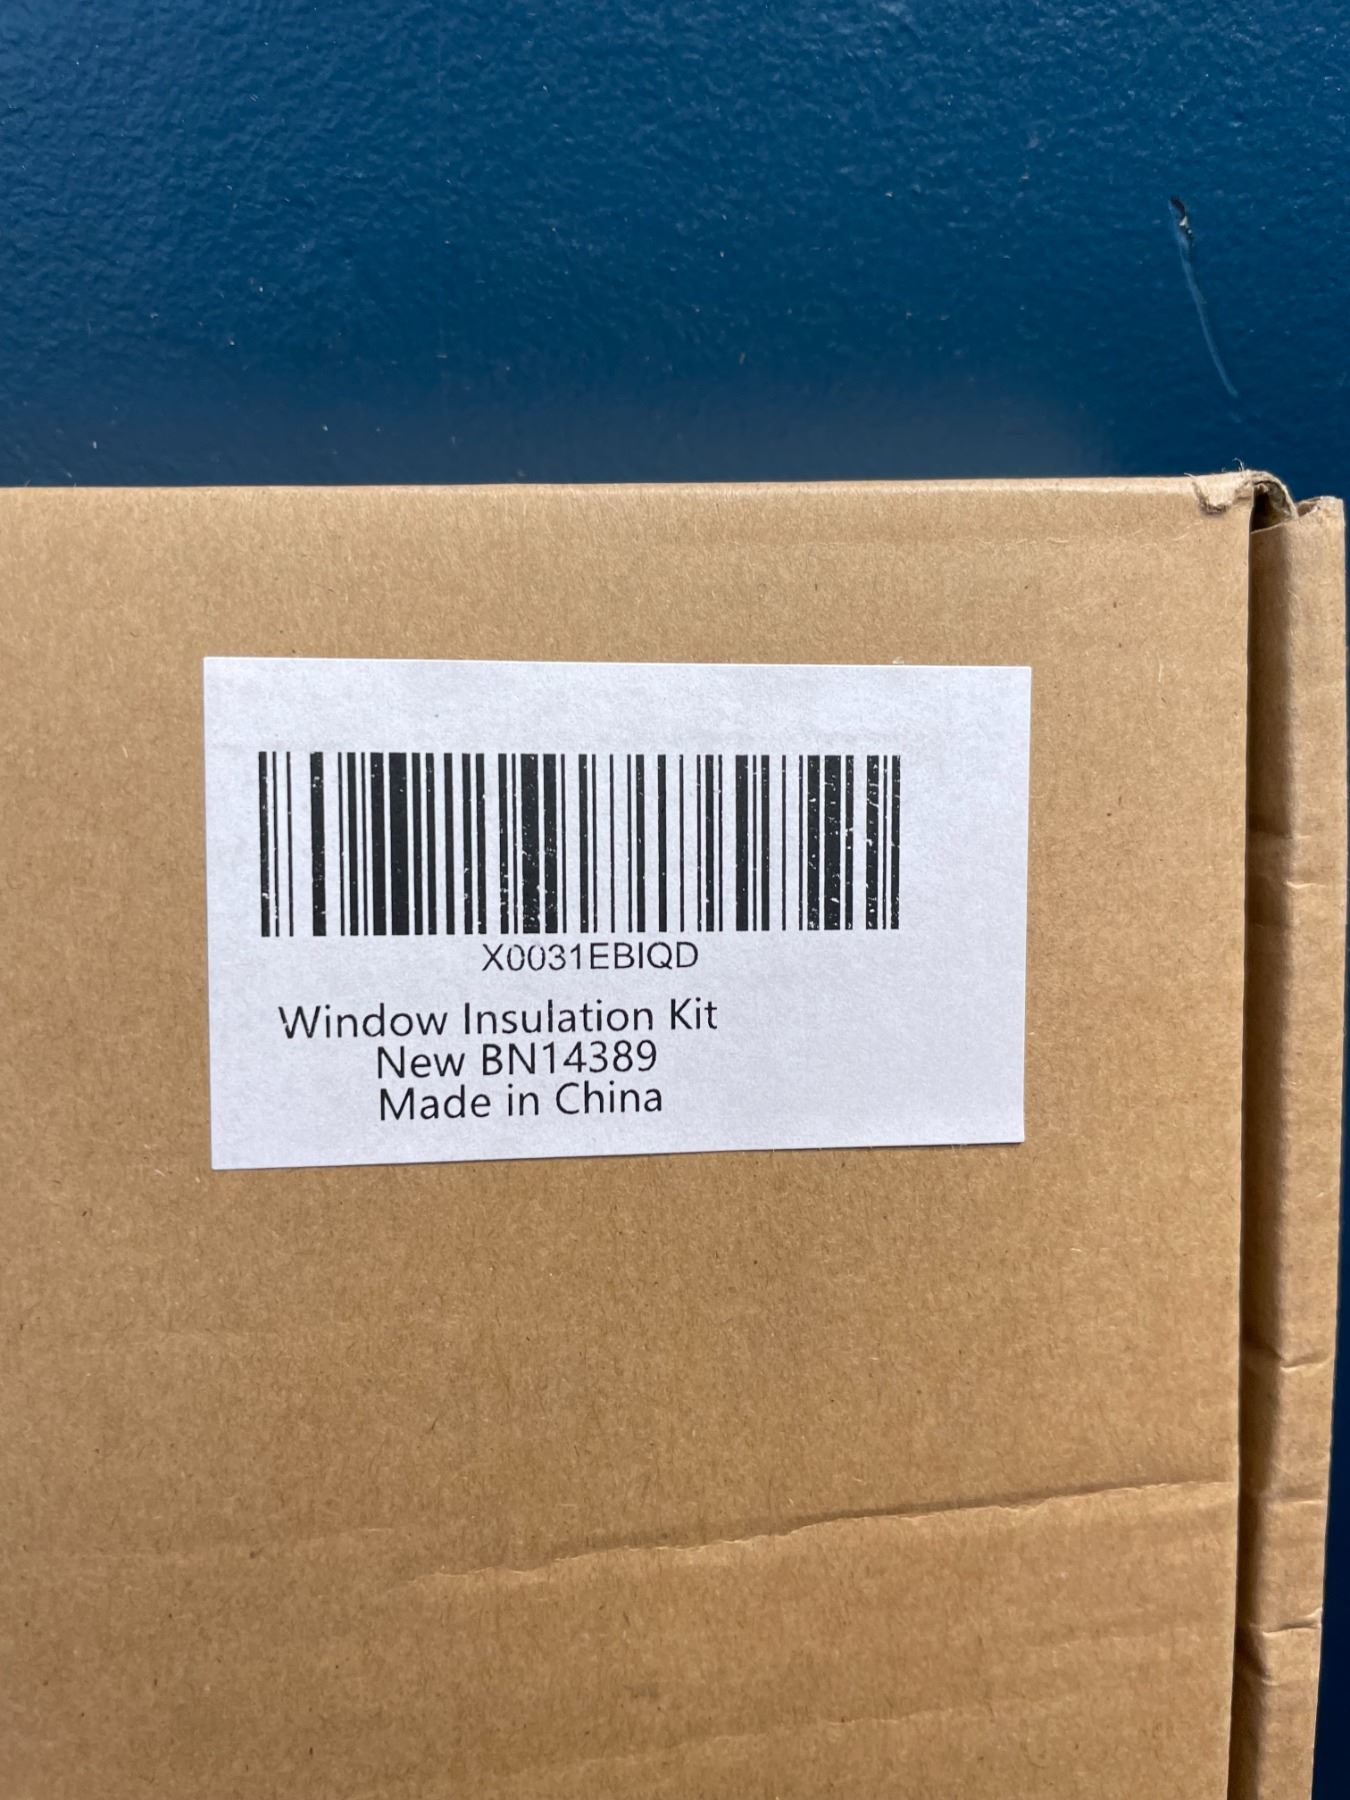 X0031EBIQD
Window Insulation Kit
New BN14389
Made in China